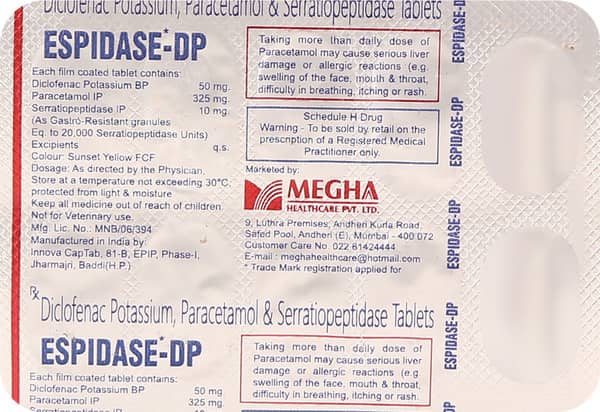 Diclofenac Potassium, Paracetamol & Serratiopeptidase Tablets
ESPIDASE*-DP
Each film coated tablet contains:
Diclofenac Potassium BP 50 mg.
Paracetamol IP 325 mg.
Serratiopeptidase IP 10 mg.
(As Gastro-Resistant granules
Eq. to 20,000 Serratiopeptidase Units)
Excipients q.s.
Colour: Sunset Yellow FCF
Dosage: As directed by the Physician.
Store at a temperature not exceeding 30°C,
protected from light & moisture
Keep all medicine out of reach of children.
Not for Veterinary use.
Mfg. Lic. No.: MNB/06/394
Manufactured in India by:
Innova CapTab, 81-B, EPIP, Phase-I,
Jharmajri, Baddi(H.P.)
Taking more than daily dose of
Paracetamol may cause serious liver
damage or allergic reactions (e.g
swelling of the face, mouth & throat,
difficulty in breathing, itching or rash.
Schedule H Drug
Warning - To be sold by retail on the
prescription of a Registered Medical
Practitioner only.
Marketed by:
MEGHA
HEALTHCARE PVT. LTD.
9, Luthra Premises, Andheri Kurla Road,
Safed Pool, Andheri (E), Mumbai - 400 072
Customer Care No. 022 61424444
E-mail : meghahealthcare@hotmail.com
* Trade Mark registration applied for
ESPIDASE-DP
ESPIDASE-DP
ESPIDASE-DP
ESPIDASE-DP
ESPIDASE-DP
Rx Diclofenac Potassium, Paracetamol & Serratiopeptidase Tablets
ESPIDASE*-DP
Each film coated tablet contains:
Diclofenac Potassium BP 50 mg
Paracetamol IP 325 mg.
Serratiopeptidase IP 10
Taking more than daily dose of
Paracetamol may cause serious liver
damage or allergic reactions (e.g
swelling of the face, mouth & throat,
difficulty in breathing, itching or rash.